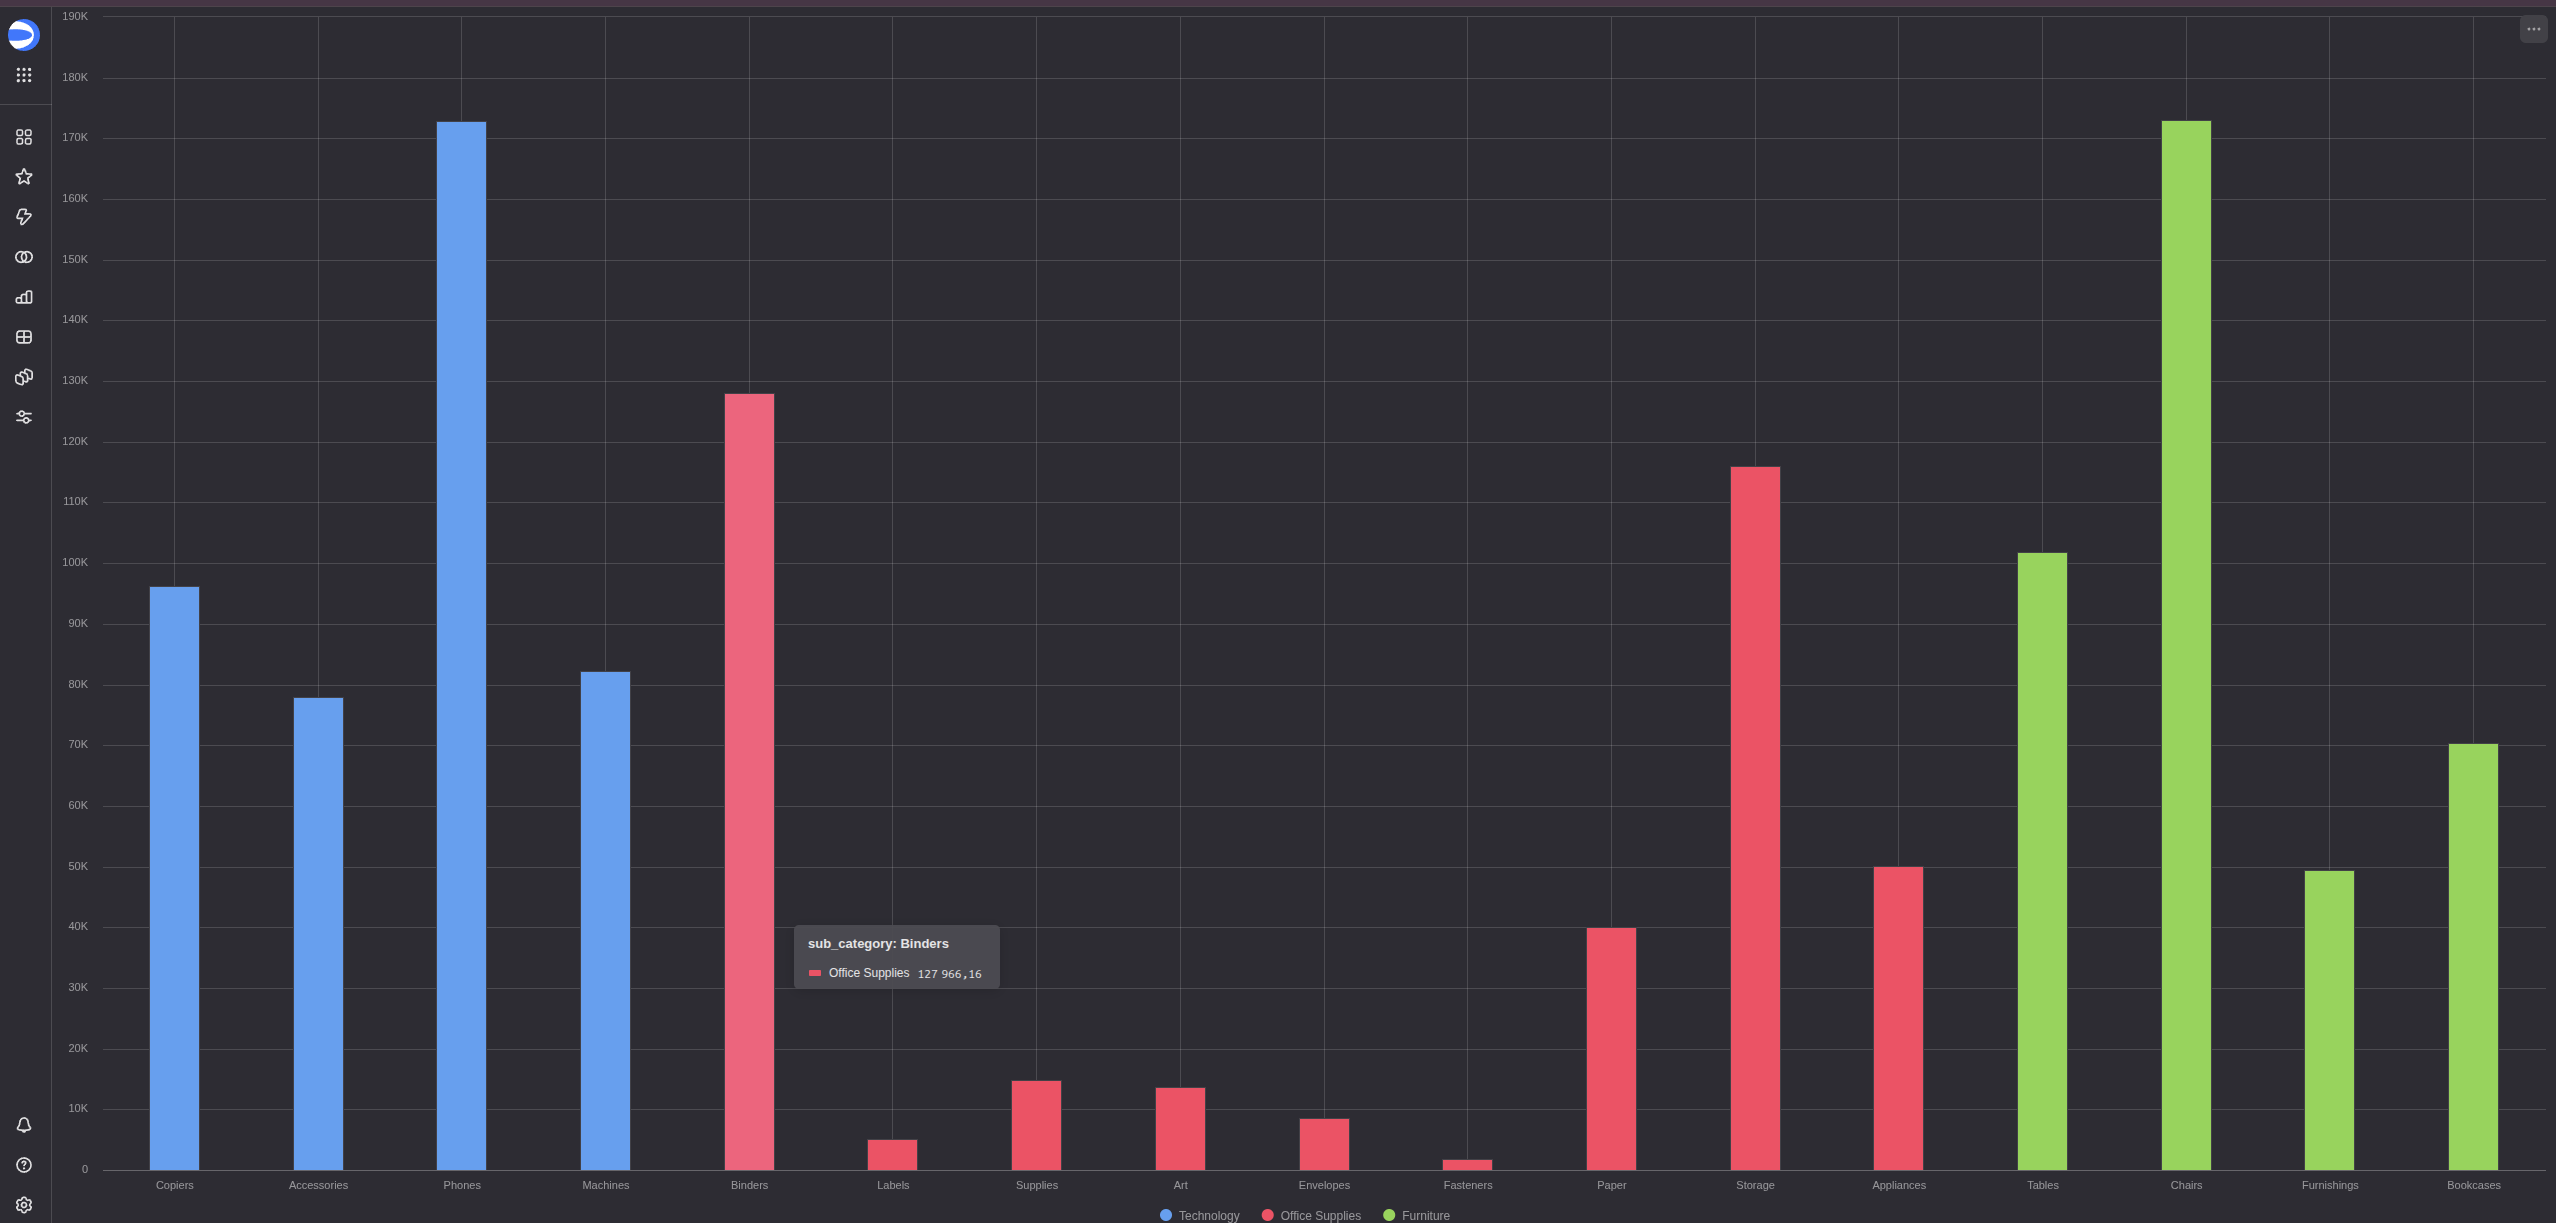 190K
180K
170K
160K
150K
140K
130K
120K
110K
100K
90K
80K
70K
60K
50K
40K
30K
20K
10K
0
sub_category: Binders
Office Supplies 127 966,16
Copiers Accessories Phones Machines Binders Labels Supplies Art Envelopes Fasteners Paper Storage Appliances Tables Chairs Furnishings Bookcases
Technology Office Supplies Furniture